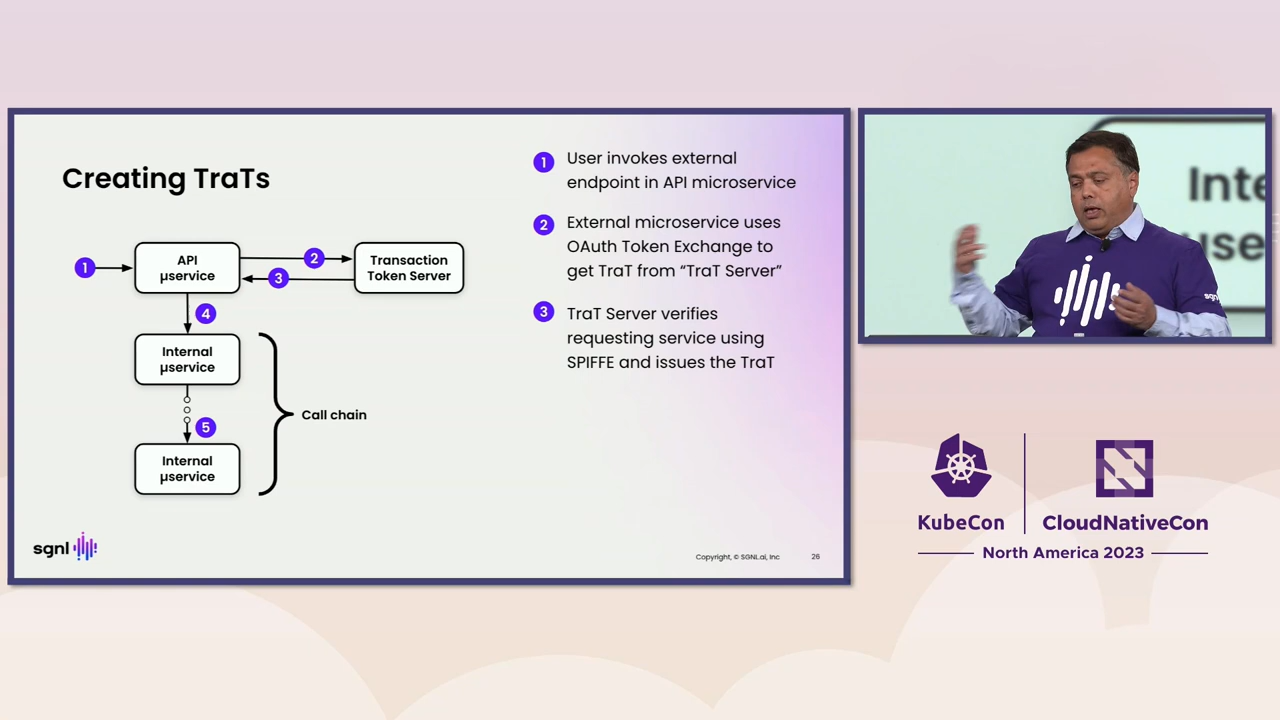 Creating TraTs
1
API
µservice
2
3
Transaction
Token Server
4
Internal
µservice
5
Internal
µservice
Call chain
1 User invokes external
endpoint in API microservice
2 External microservice uses
OAuth Token Exchange to
get TraT from “TraT Server”
3 TraT Server verifies
requesting service using
SPIFFE and issues the TraT
sgnl
Copyright, © SGNL.ai, Inc
26
Inte
use
sgnl
KubeCon
CloudNativeCon
North America 2023